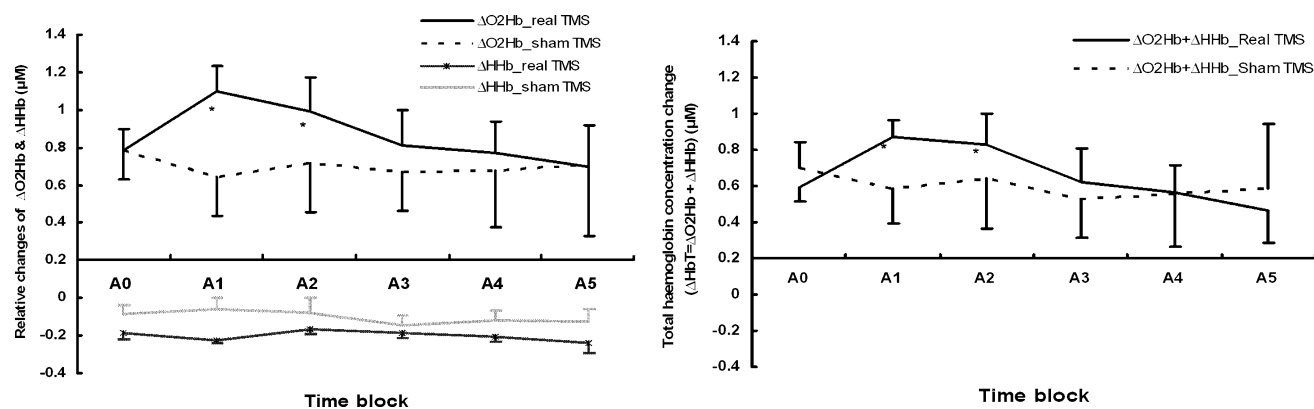 ΔO2Hb_real TMS
ΔO2Hb_sham TMS
ΔHHb_real TMS
ΔHHb_sham TMS
Relative changes of ΔO2Hb & ΔHHb (μM)
1.4
1.2
1
0.8
0.6
0.4
0.2
0
-0.2
-0.4
*
*
A0 A1 A2 A3 A4 A5
Time block
ΔO2Hb+ΔHHb_Real TMS
ΔO2Hb+ΔHHb_Sham TMS
Total haemoglobin concentration change
(ΔHbT=ΔO2Hb + ΔHHb) (μM)
1.4
1.2
1
0.8
0.6
0.4
0.2
0
-0.2
-0.4
*
*
A0 A1 A2 A3 A4 A5
Time block